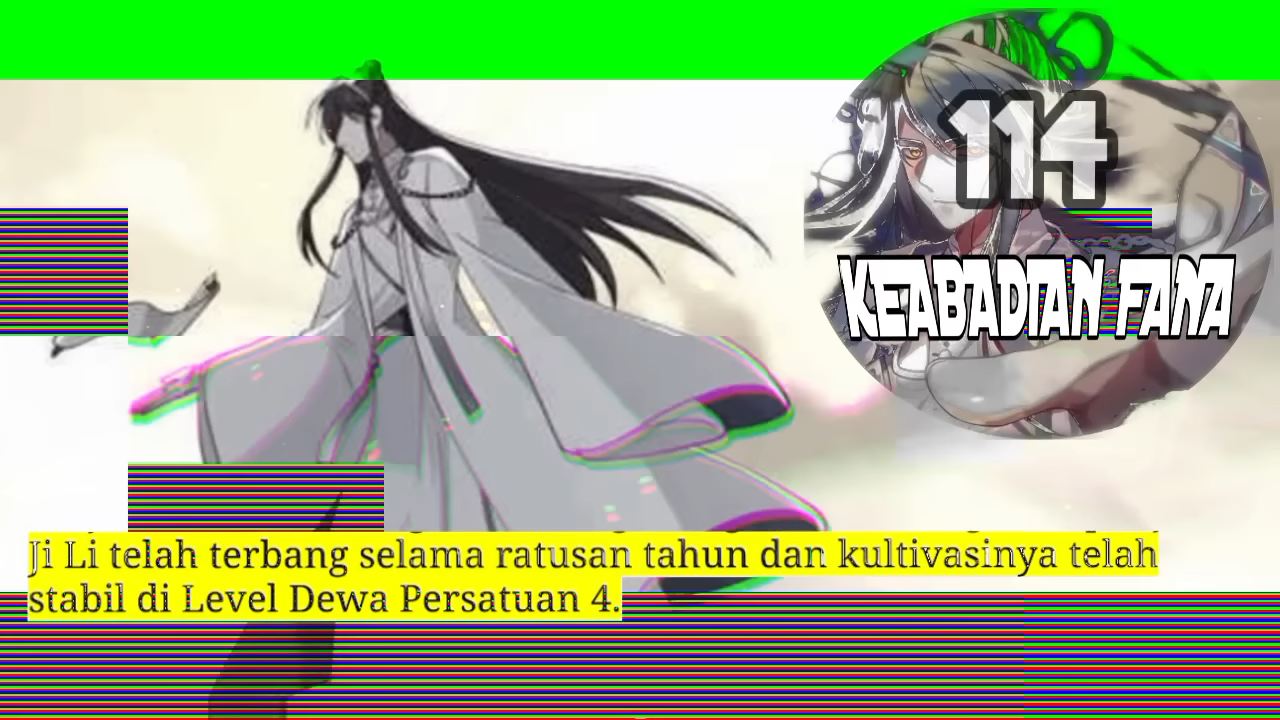 114
KEABADIAN FANA
Ji Li telah terbang selama ratusan tahun dan kultivasinya telah
stabil di Level Dewa Persatuan 4.